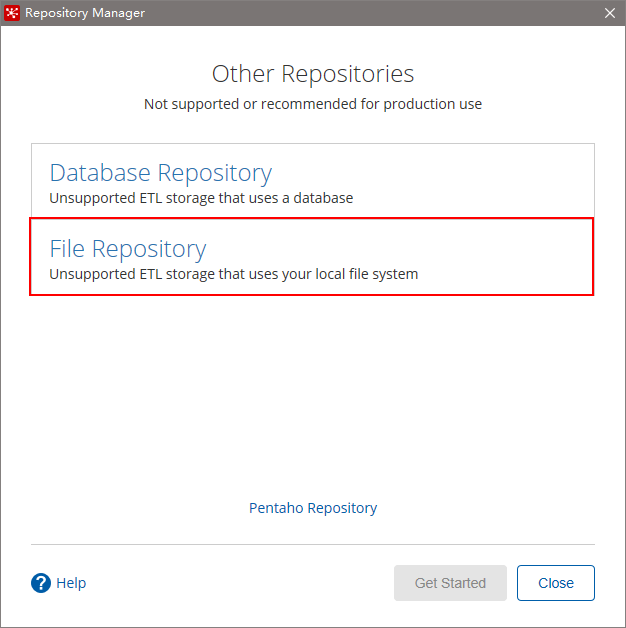 Repository Manager
Other Repositories
Not supported or recommended for production use
Database Repository
Unsupported ETL storage that uses a database
File Repository
Unsupported ETL storage that uses your local file system
Pentaho Repository
? Help
Get Started
Close